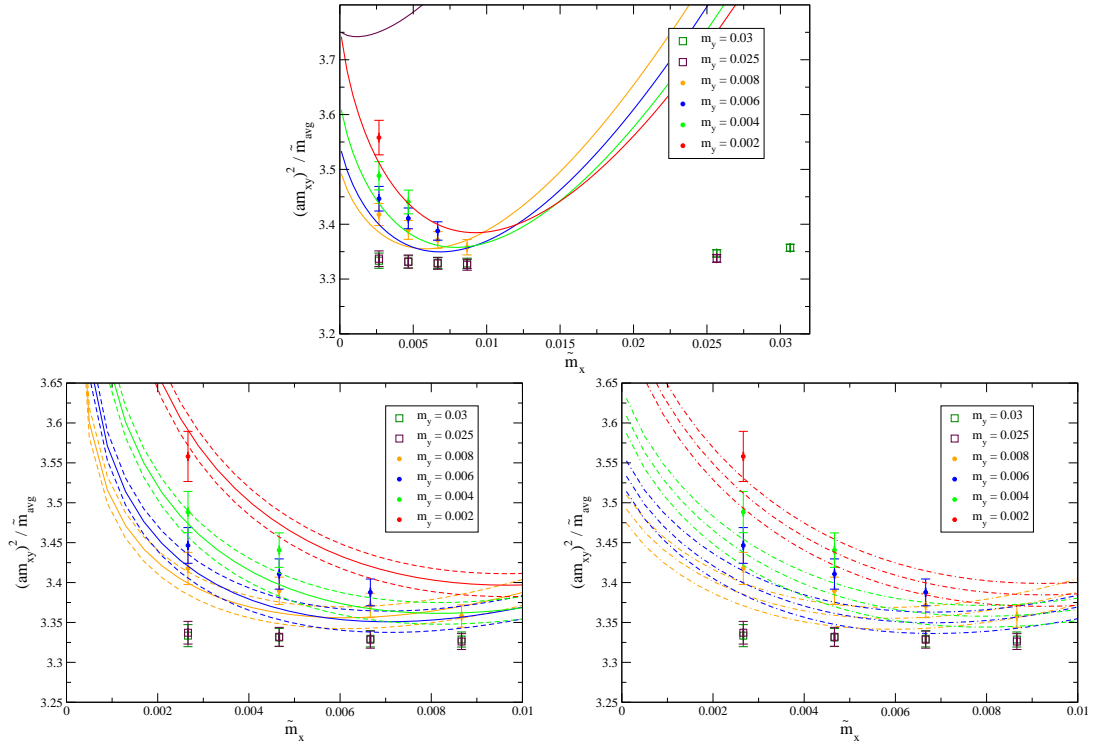 3.7
3.6
3.5
3.4
3.3
3.2
(am_xy)^2 / m̃_avg
0 0.005 0.01 0.015 0.02 0.025 0.03
m̃_x
m_y = 0.03
m_y = 0.025
m_y = 0.008
m_y = 0.006
m_y = 0.004
m_y = 0.002
3.65
3.6
3.55
3.5
3.45
3.4
3.35
3.3
3.25
(am_xy)^2 / m̃_avg
0 0.002 0.004 0.006 0.008 0.01
m̃_x
m_y = 0.03
m_y = 0.025
m_y = 0.008
m_y = 0.006
m_y = 0.004
m_y = 0.002
3.65
3.6
3.55
3.5
3.45
3.4
3.35
3.3
3.25
(am_xy)^2 / m̃_avg
0 0.002 0.004 0.006 0.008 0.01
m̃_x
m_y = 0.03
m_y = 0.025
m_y = 0.008
m_y = 0.006
m_y = 0.004
m_y = 0.002